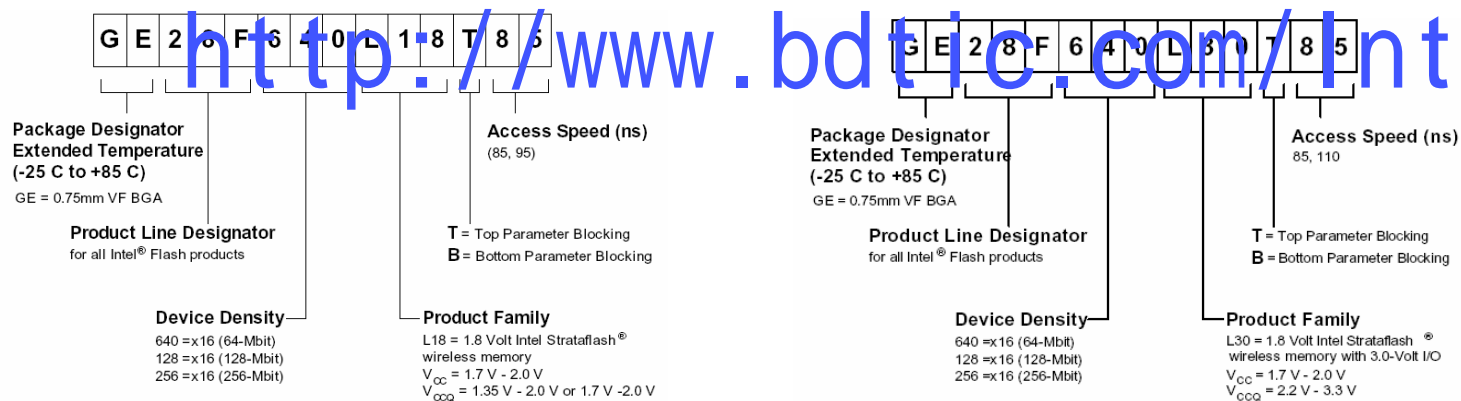 G E 2 8 F 6 4 0 L 1 8 T 8 5
Package Designator
Extended Temperature
(-25 C to +85 C)
GE = 0.75mm VF BGA
Access Speed (ns)
(85, 95)
Product Line Designator
for all Intel® Flash products
T = Top Parameter Blocking
B = Bottom Parameter Blocking
Device Density
640 =x16 (64-Mbit)
128 =x16 (128-Mbit)
256 =x16 (256-Mbit)
Product Family
L18 = 1.8 Volt Intel Strataflash®
wireless memory
VCC = 1.7 V - 2.0 V
VCCQ = 1.35 V - 2.0 V or 1.7 V -2.0 V
http://www.bdtic.com/Int
G E 2 8 F 6 4 0 L 3 0 T 8 5
Package Designator
Extended Temperature
(-25 C to +85 C)
GE = 0.75mm VF BGA
Access Speed (ns)
85, 110
Product Line Designator
for all Intel ® Flash products
T = Top Parameter Blocking
B = Bottom Parameter Blocking
Device Density
640 =x16 (64-Mbit)
128 =x16 (128-Mbit)
256 =x16 (256-Mbit)
Product Family
L30 = 1.8 Volt Intel Strataflash ®
wireless memory with 3.0-Volt I/O
VCC = 1.7 V - 2.0 V
VCCQ = 2.2 V - 3.3 V